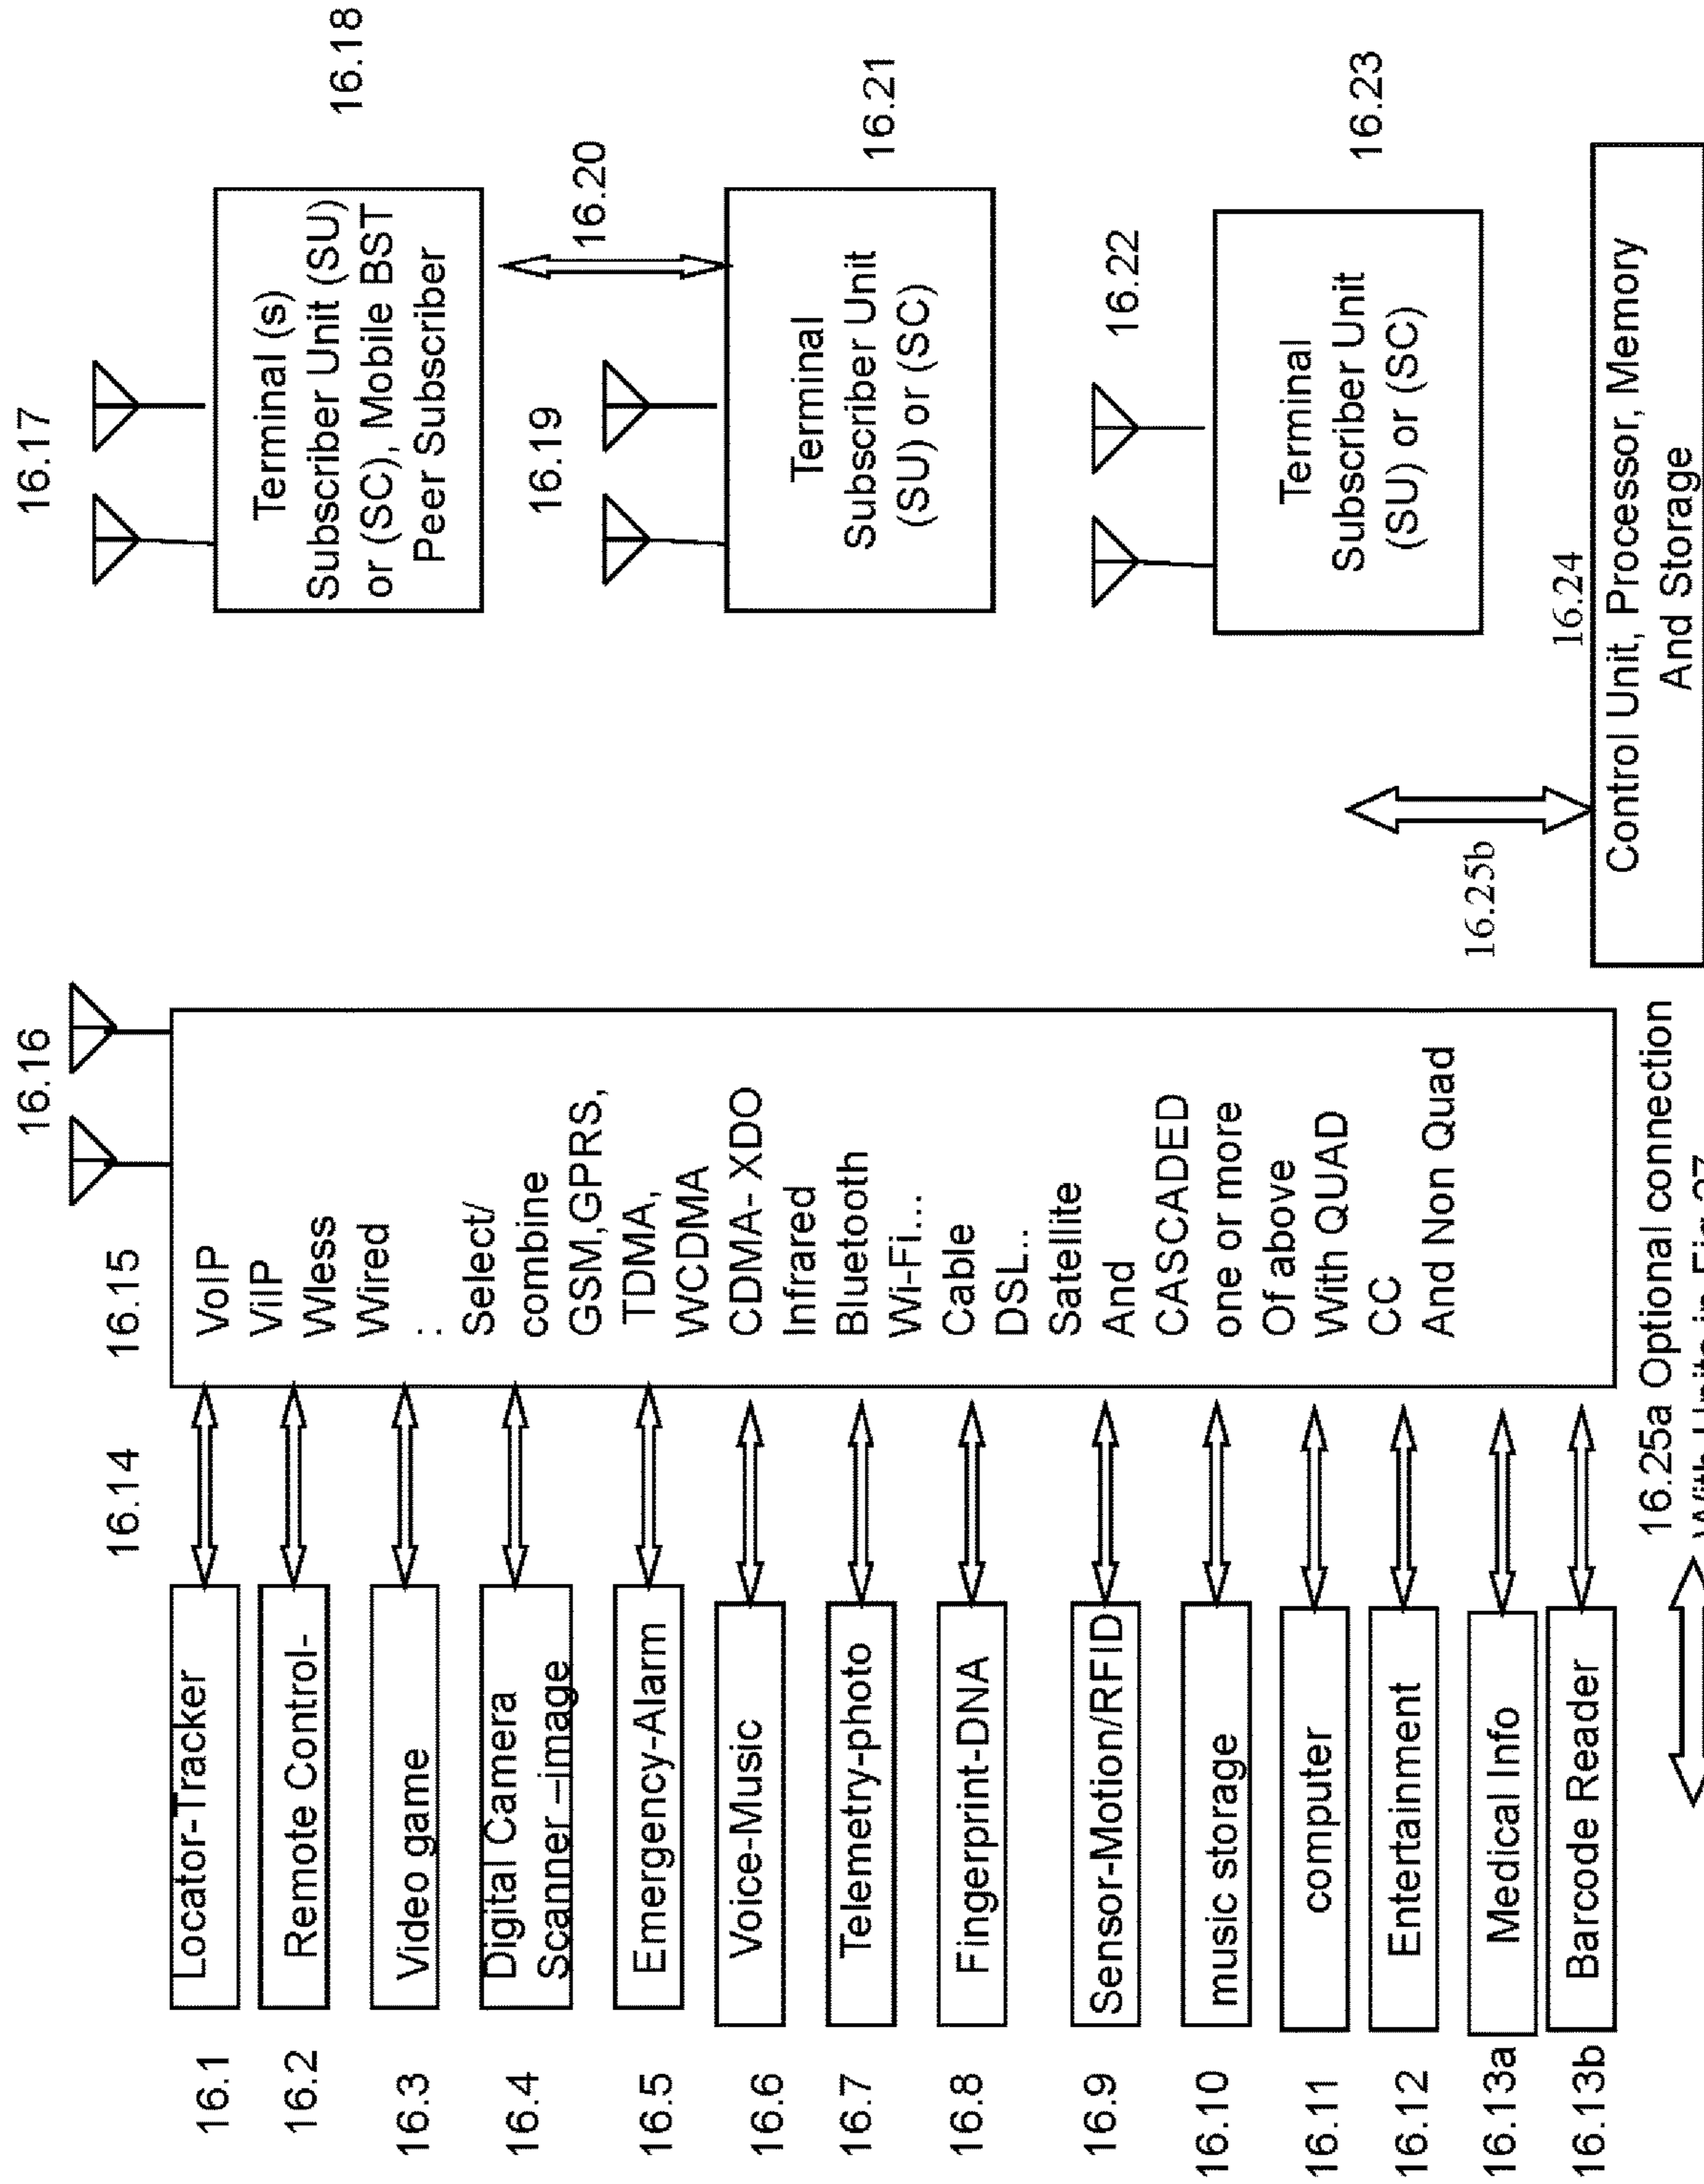 16.1
Locator-Tracker
16.2
Remote Control-
16.3
Video game
16.4
Digital Camera
Scanner –image
16.5
Emergency-Alarm
16.6
Voice-Music
16.7
Telemetry-photo
16.8
Fingerprint-DNA
16.9
Sensor-Motion/RFID
16.10
music storage
16.11
computer
16.12
Entertainment
16.13a
Medical Info
16.13b
Barcode Reader
16.14
16.15
16.16
VoIP
ViIP
Wless
Wired
:
Select/
combine
GSM,GPRS,
TDMA,
WCDMA
CDMA- XDO
Infrared
Bluetooth
Wi-Fi...
Cable
DSL..
Satellite
And
CASCADED
one or more
Of above
With QUAD
CC
And Non Quad
16.25a Optional connection
With Units in Fig 27
16.17
Terminal (s)
Subscriber Unit (SU)
or (SC), Mobile BST
Peer Subscriber
16.18
16.19
16.20
Terminal
Subscriber Unit
(SU) or (SC)
16.21
16.22
Terminal
Subscriber Unit
(SU) or (SC)
16.23
16.25b
16.24
Control Unit, Processor, Memory
And Storage